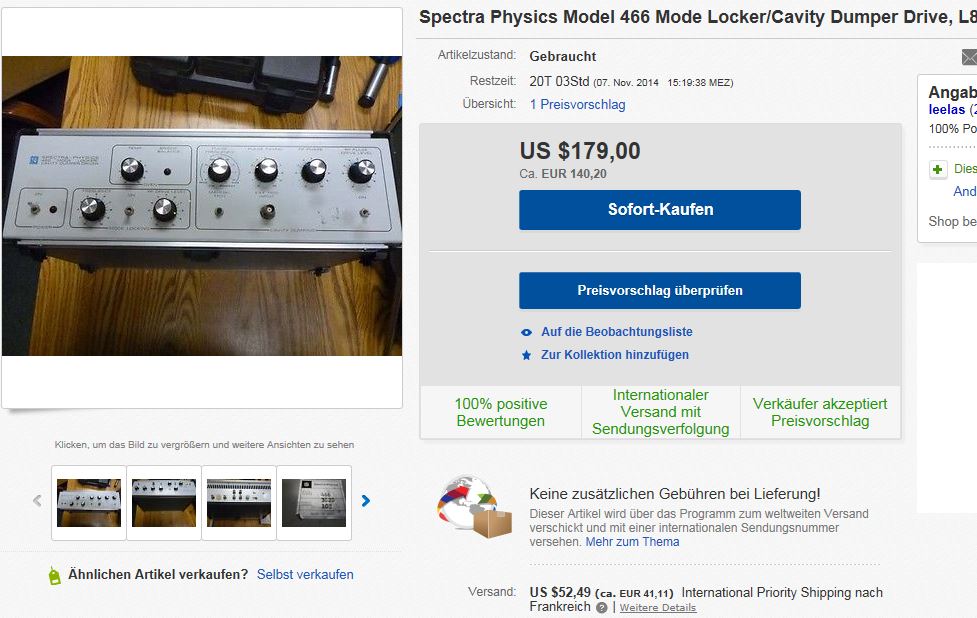 Spectra Physics Model 466 Mode Locker/Cavity Dumper Drive, L8
Artikelzustand: Gebraucht
Restzeit: 20T 03Std (07. Nov. 2014 15:19:38 MEZ)
Übersicht: 1 Preisvorschlag
US $179,00
Ca. EUR 140,20
Sofort-Kaufen
Preisvorschlag überprüfen
Auf die Beobachtungsliste
Zur Kollektion hinzufügen
100% positive
Bewertungen
Internationaler
Versand mit
Sendungsverfolgung
Verkäufer akzeptiert
Preisvorschlag
Angab
leelas (2
100% Po
Dies
And
Shop be
SPECTRA-PHYSICS
POWER
MODE LOCKING
OVEN
CAVITY DUMPING
Klicken, um das Bild zu vergrößern und weitere Ansichten zu sehen
466
Ähnlichen Artikel verkaufen? Selbst verkaufen
Keine zusätzlichen Gebühren bei Lieferung!
Dieser Artikel wird über das Programm zum weltweiten Versand
verschickt und mit einer internationalen Sendungsnummer
versehen. Mehr zum Thema
Versand: US $52,49 (ca. EUR 41,11) International Priority Shipping nach
Frankreich ? | Weitere Details